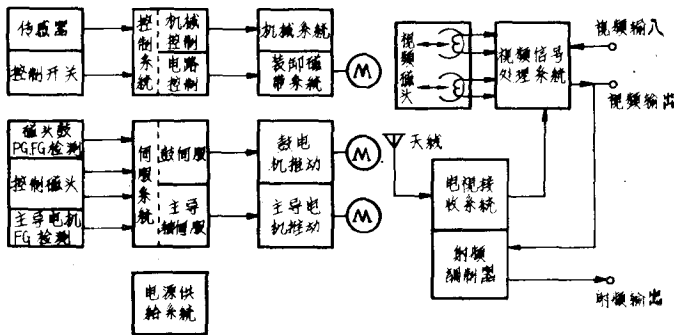 传感器
控制开关
控制系统
机械控制
电路控制
机械系统
装卸磁
带系统
M
视频磁头
视频信号
处理系统
视频输入
视频输出
磁头鼓
PG.FG检测
控制磁头
主导电机
FG检测
伺服系统
鼓伺服
主导
轴伺服
鼓电
机推动
主导电
机推动
M
M
天线
电视接
收系统
射频
调制器
射频输出
电源供
给系统